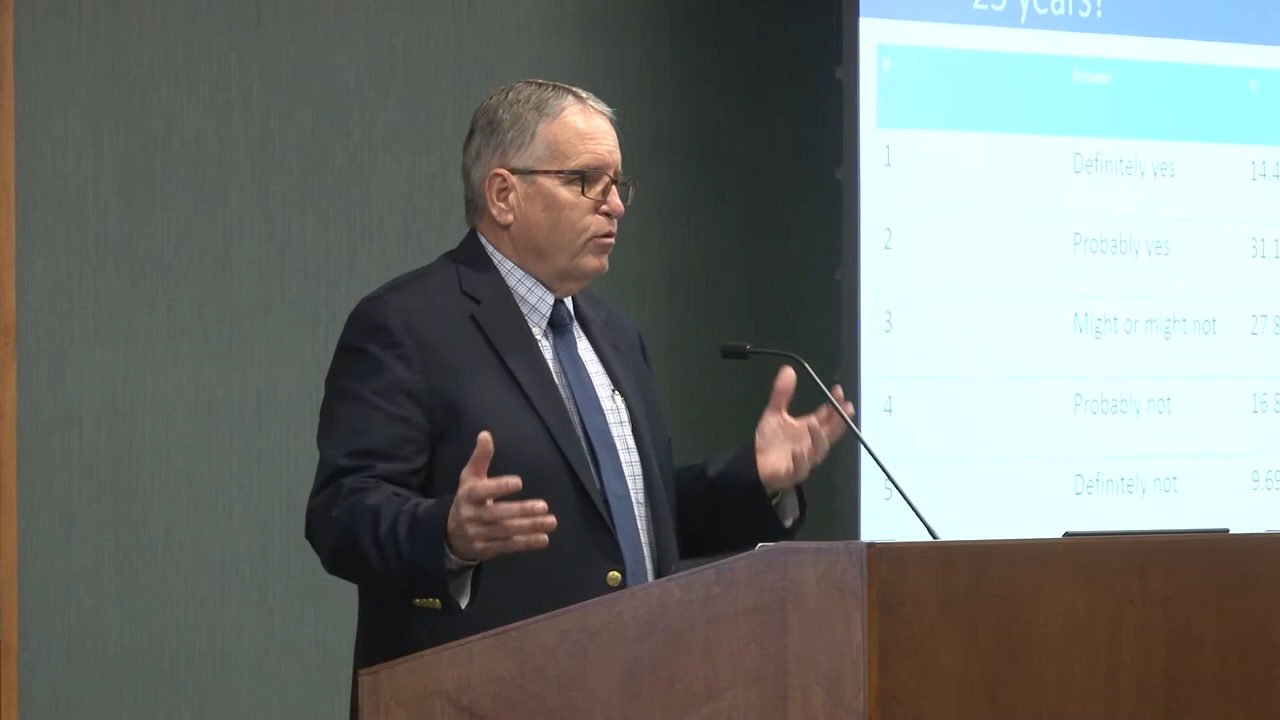 25 years?
# Answer %
1 Definitely yes 14.4
2 Probably yes 31.1
3 Might or might not 27.8
4 Probably not 16.8
5 Definitely not 9.69